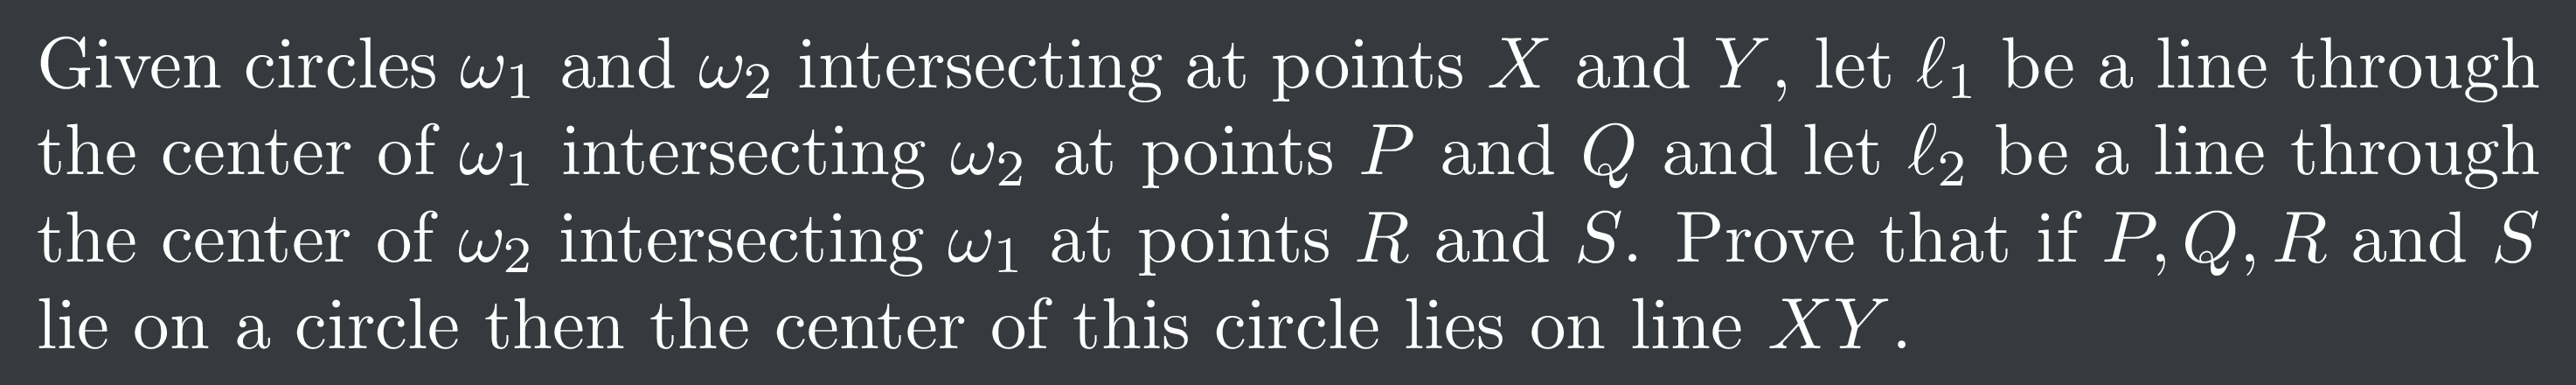 Given circles ω₁ and ω₂ intersecting at points X and Y, let ℓ₁ be a line through
the center of ω₁ intersecting ω₂ at points P and Q and let ℓ₂ be a line through
the center of ω₂ intersecting ω₁ at points R and S. Prove that if P, Q, R and S
lie on a circle then the center of this circle lies on line XY.